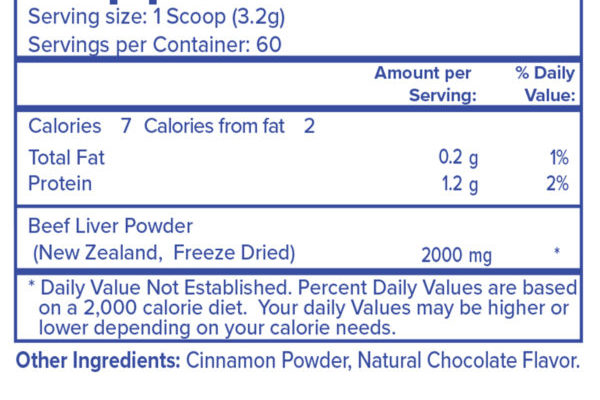 Serving size: 1 Scoop (3.2g)
Servings per Container: 60
Amount per % Daily
Serving: Value:
Calories 7 Calories from fat 2
Total Fat 0.2 g 1%
Protein 1.2 g 2%
Beef Liver Powder
(New Zealand, Freeze Dried) 2000 mg *
* Daily Value Not Established. Percent Daily Values are based
on a 2,000 calorie diet. Your daily Values may be higher or
lower depending on your calorie needs.
Other Ingredients: Cinnamon Powder, Natural Chocolate Flavor.